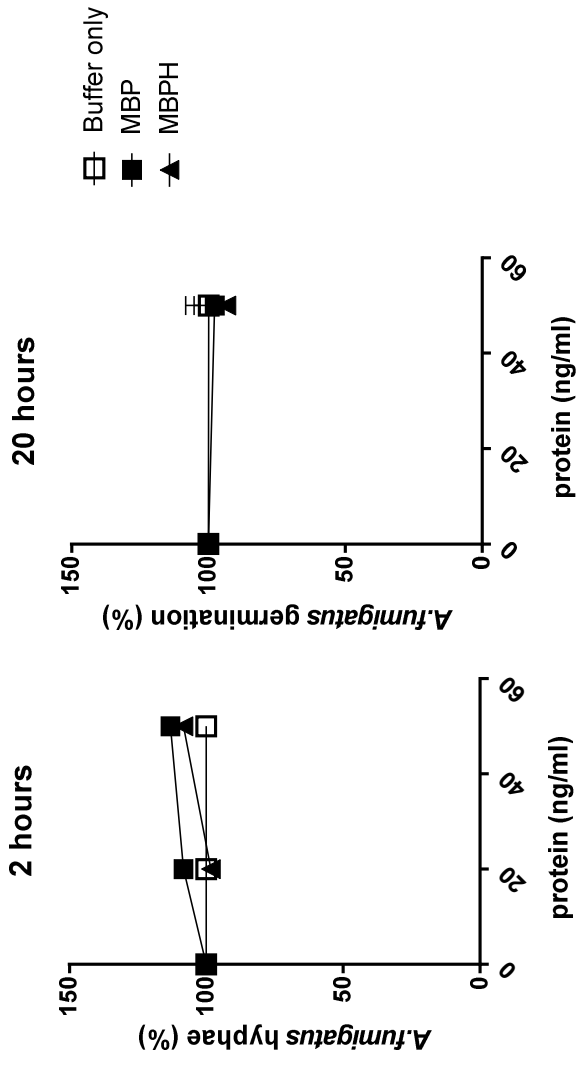 2 hours
A.fumigatus hyphae (%)
150
100
50
0
0
20
40
60
protein (ng/ml)
20 hours
A.fumigatus germination (%)
150
100
50
0
0
20
40
60
protein (ng/ml)
Buffer only
MBP
MBPH